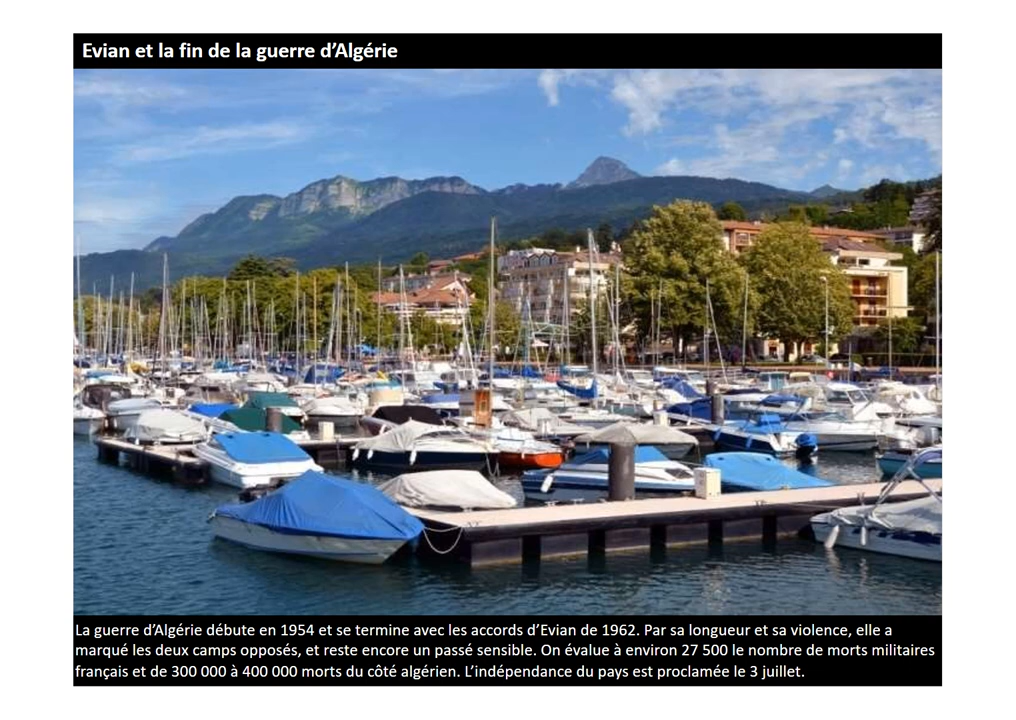 Evian et la fin de la guerre d’Algérie
La guerre d’Algérie débute en 1954 et se termine avec les accords d’Evian de 1962. Par sa longueur et sa violence, elle a
marqué les deux camps opposés, et reste encore un passé sensible. On évalue à environ 27 500 le nombre de morts militaires
français et de 300 000 à 400 000 morts du côté algérien. L’indépendance du pays est proclamée le 3 juillet.